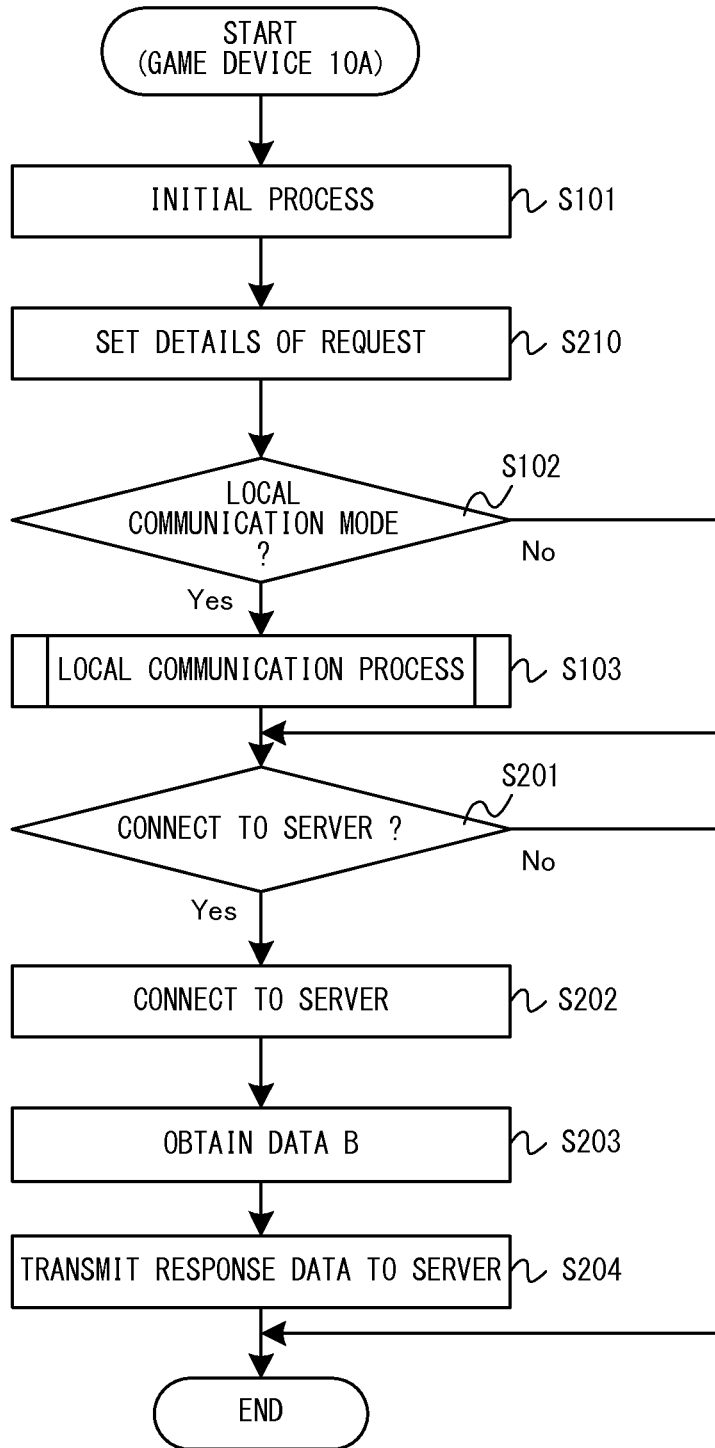 START
(GAME DEVICE 10A)
INITIAL PROCESS
S101
SET DETAILS OF REQUEST
S210
S102
LOCAL
COMMUNICATION MODE
?
No
Yes
LOCAL COMMUNICATION PROCESS
S103
S201
CONNECT TO SERVER ?
No
Yes
CONNECT TO SERVER
S202
OBTAIN DATA B
S203
TRANSMIT RESPONSE DATA TO SERVER
S204
END